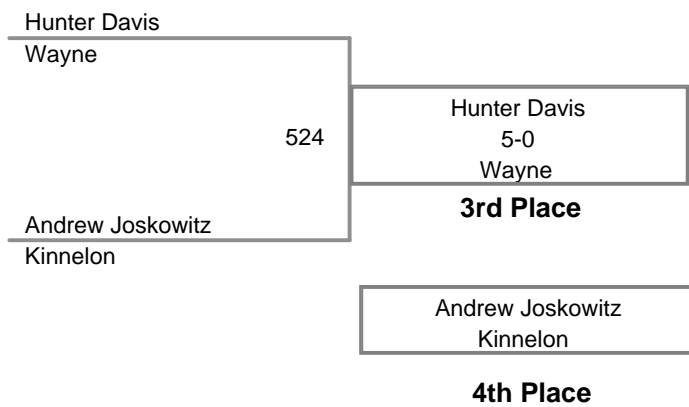 Hunter Davis
Wayne
524
Hunter Davis
5-0
Wayne
3rd Place
Andrew Joskowitz
Kinnelon
Andrew Joskowitz
Kinnelon
4th Place